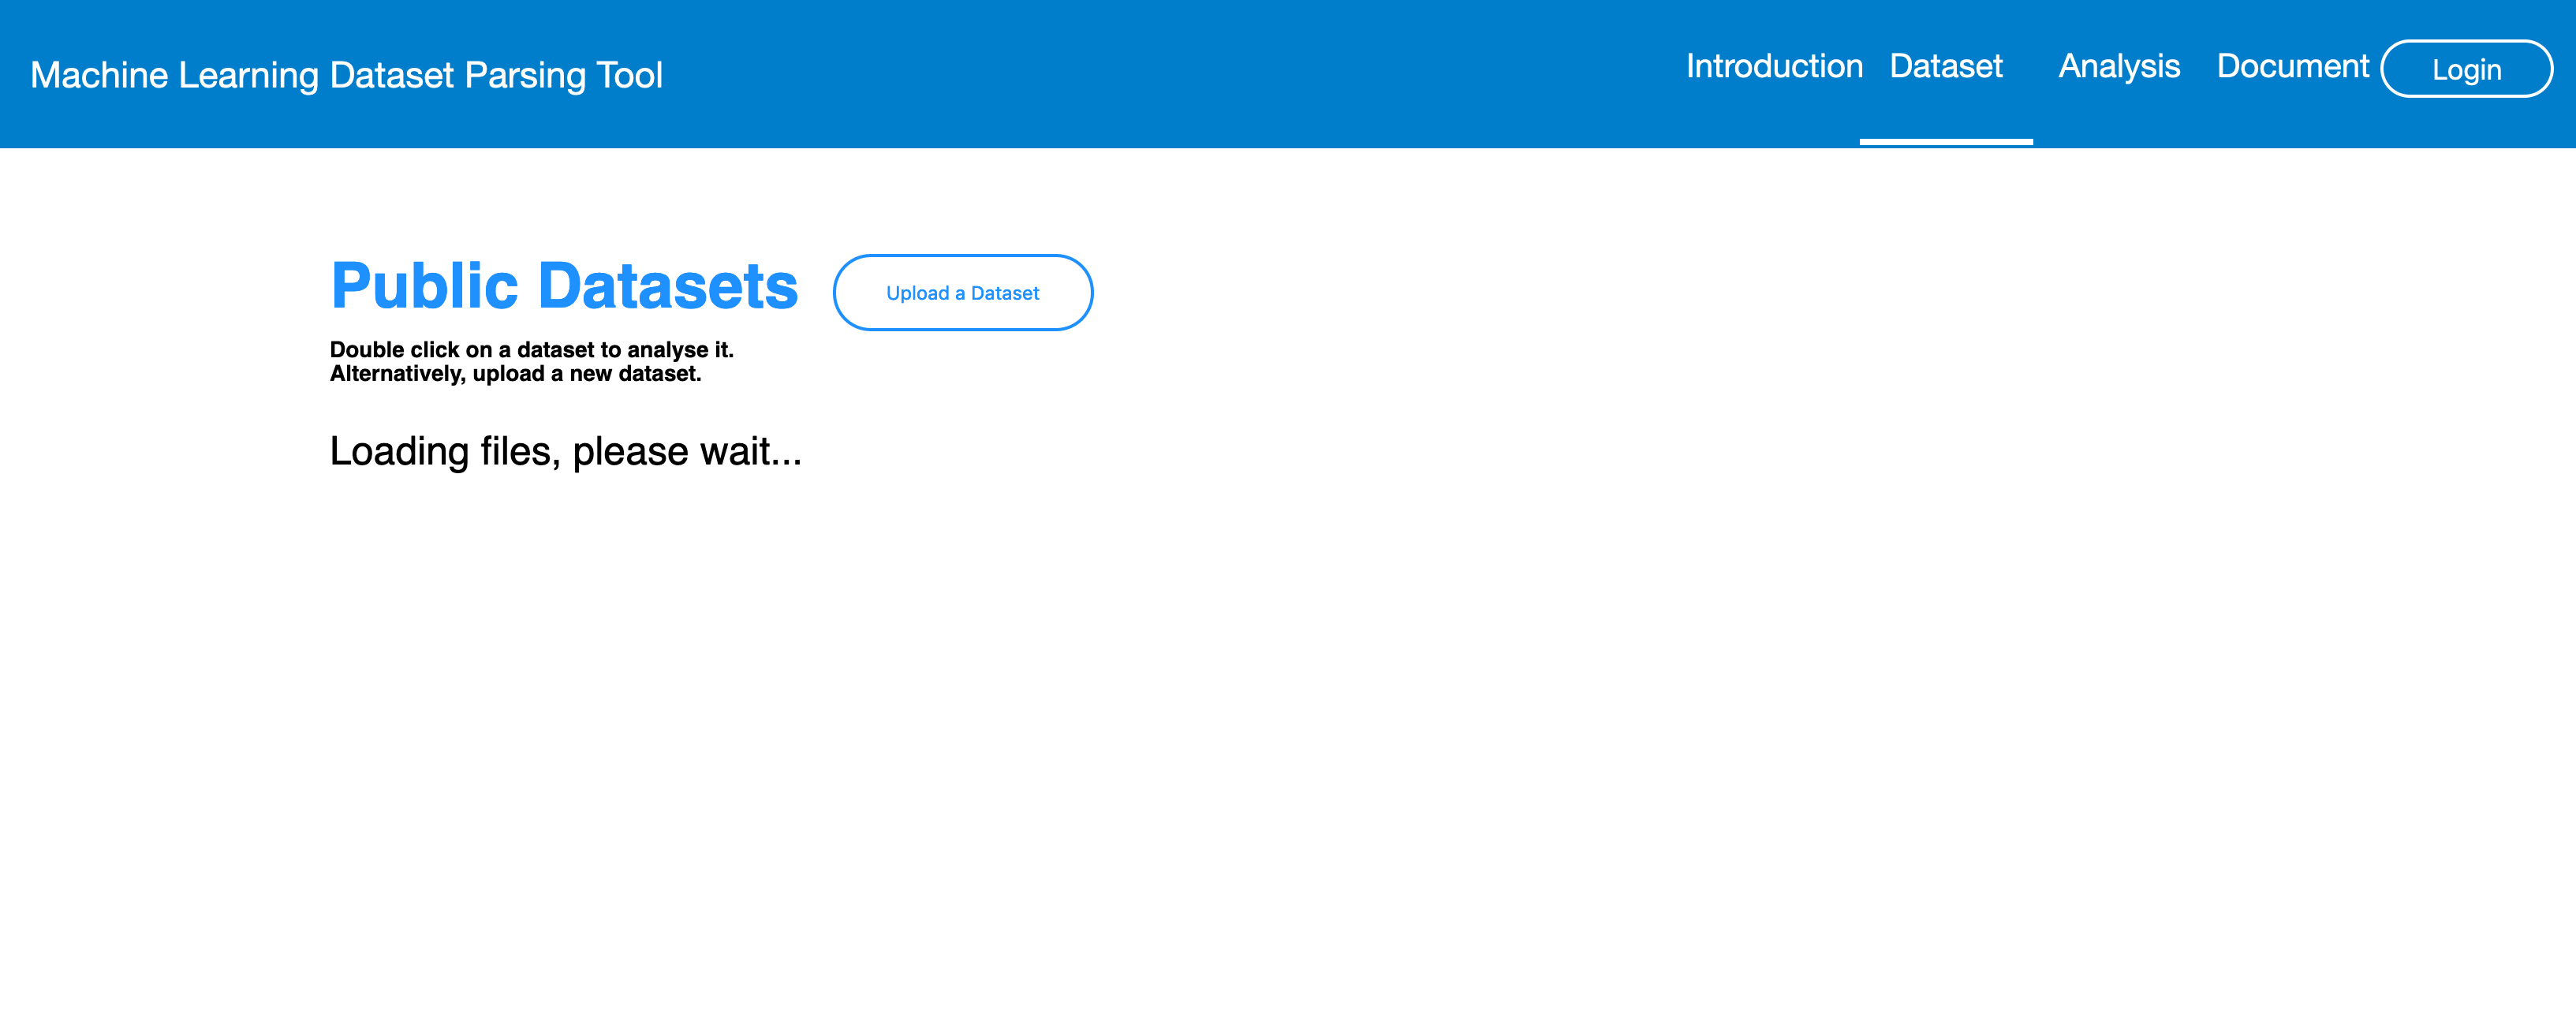 Machine Learning Dataset Parsing Tool
Introduction Dataset Analysis Document Login
Public Datasets
Upload a Dataset
Double click on a dataset to analyse it.
Alternatively, upload a new dataset.
Loading files, please wait...